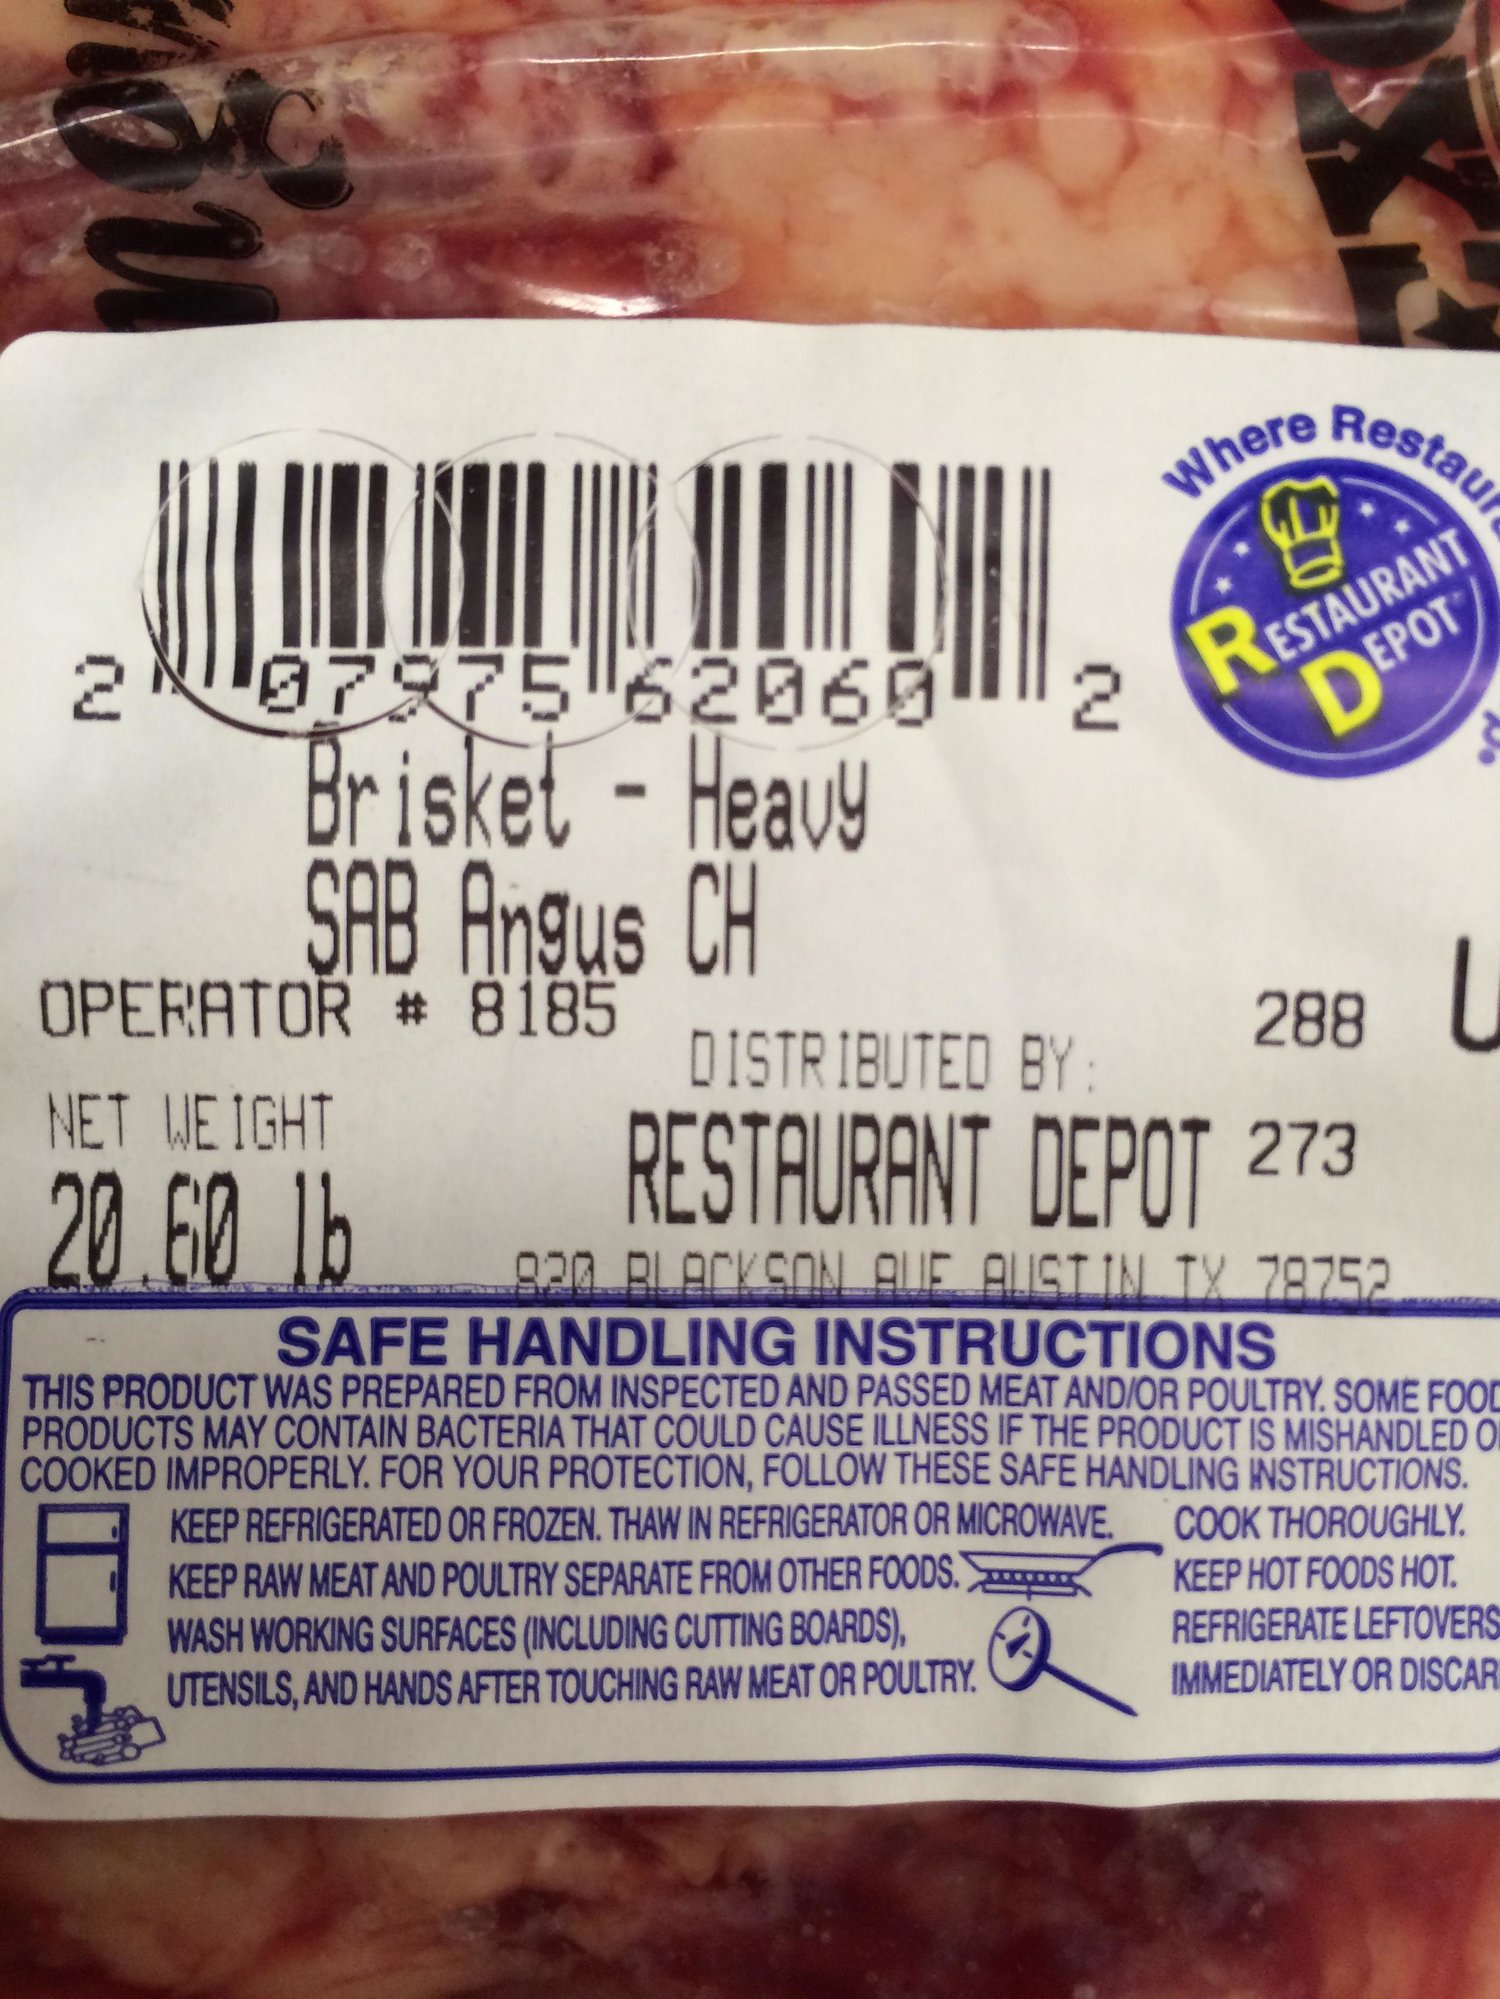 Where Restaura
RESTAURANT
DEPOT
2 07975 62060 2
Brisket - Heavy
SAB Angus CH
OPERATOR # 8185
288
DISTRIBUTED BY:
NET WEIGHT
RESTAURANT DEPOT 273
20.60 lb
820 BLACKSON AVE AUSTIN TX 78752
SAFE HANDLING INSTRUCTIONS
THIS PRODUCT WAS PREPARED FROM INSPECTED AND PASSED MEAT AND/OR POULTRY. SOME FOOD
PRODUCTS MAY CONTAIN BACTERIA THAT COULD CAUSE ILLNESS IF THE PRODUCT IS MISHANDLED O
COOKED IMPROPERLY. FOR YOUR PROTECTION, FOLLOW THESE SAFE HANDLING INSTRUCTIONS.
KEEP REFRIGERATED OR FROZEN. THAW IN REFRIGERATOR OR MICROWAVE.
KEEP RAW MEAT AND POULTRY SEPARATE FROM OTHER FOODS.
WASH WORKING SURFACES (INCLUDING CUTTING BOARDS),
UTENSILS, AND HANDS AFTER TOUCHING RAW MEAT OR POULTRY.
COOK THOROUGHLY.
KEEP HOT FOODS HOT.
REFRIGERATE LEFTOVERS
IMMEDIATELY OR DISCAR